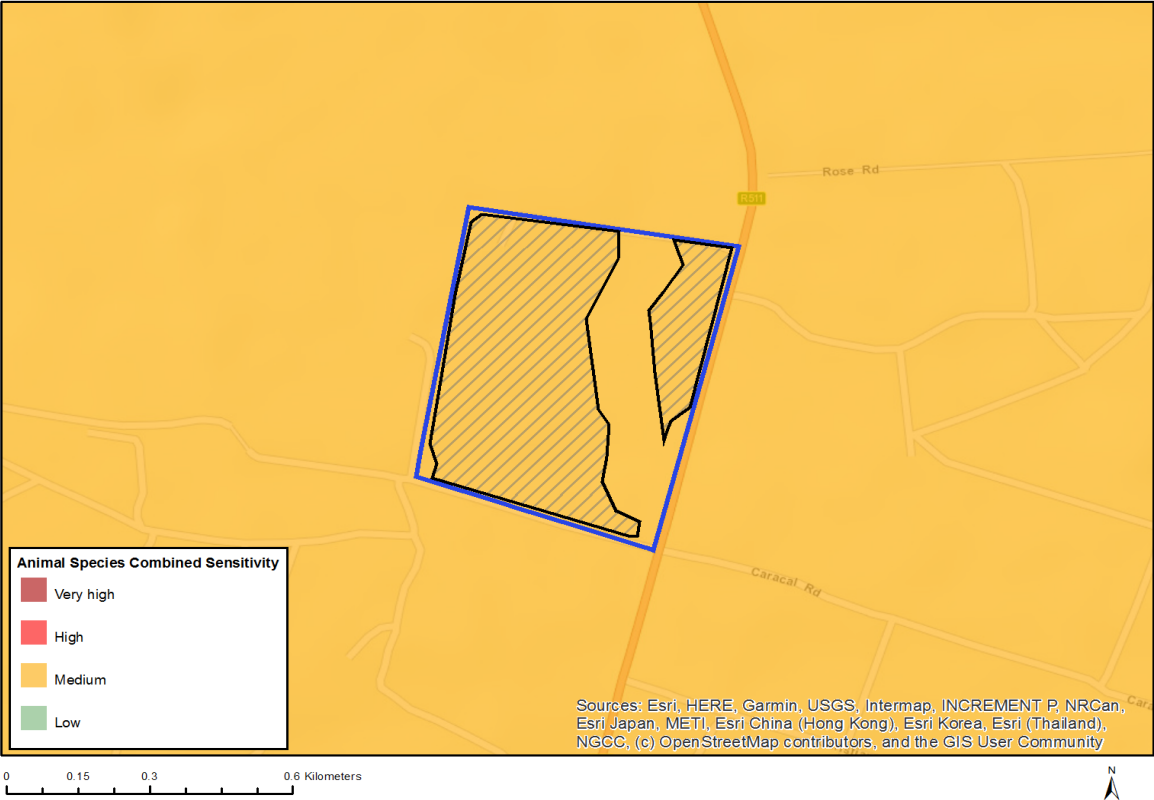 Rose Rd
R511
Caracal Rd
Cara
Animal Species Combined Sensitivity
Very high
High
Medium
Low
Sources: Esri, HERE, Garmin, USGS, Intermap, INCREMENT P, NRCan,
Esri Japan, METI, Esri China (Hong Kong), Esri Korea, Esri (Thailand),
NGCC, (c) OpenStreetMap contributors, and the GIS User Community
0 0.15 0.3 0.6 Kilometers
N